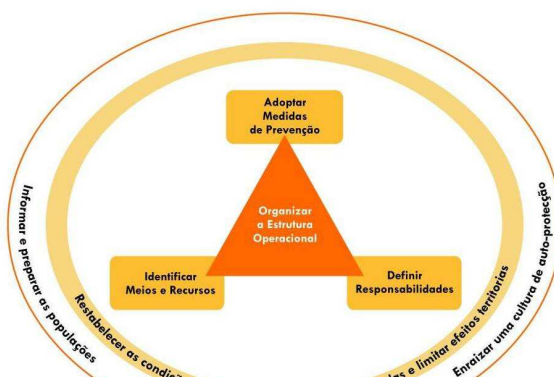 Adoptar
Medidas
de Prevenção
Organizar
a Estrutura
Operacional
Identificar
Meios e Recursos
Definir
Responsabilidades
Informar e preparar as populações
Restabelecer as
e limitar efeitos territorias
Enraizar uma cultura de auto-protecção